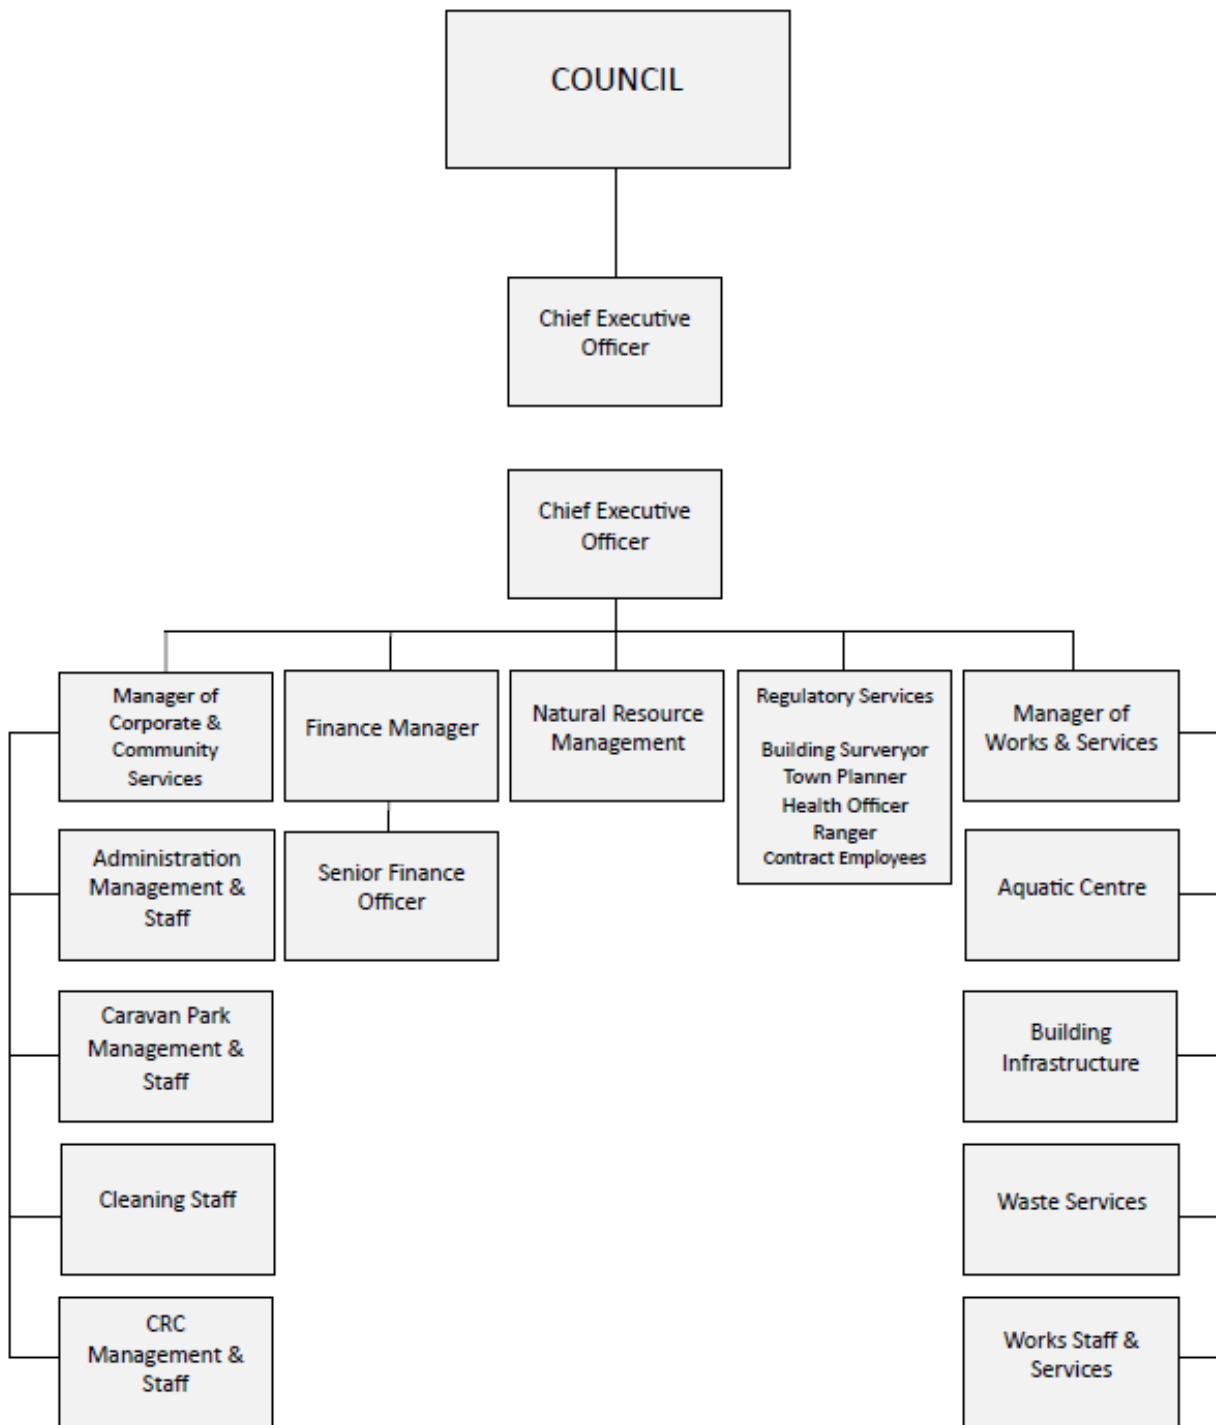 COUNCIL
Chief Executive
Officer
Chief Executive
Officer
Manager of
Corporate &
Community
Services
Finance Manager
Natural Resource
Management
Regulatory Services
Building Surveryor
Town Planner
Health Officer
Ranger
Contract Employees
Manager of
Works & Services
Administration
Management &
Staff
Senior Finance
Officer
Aquatic Centre
Caravan Park
Management &
Staff
Building
Infrastructure
Cleaning Staff
Waste Services
CRC
Management &
Staff
Works Staff &
Services